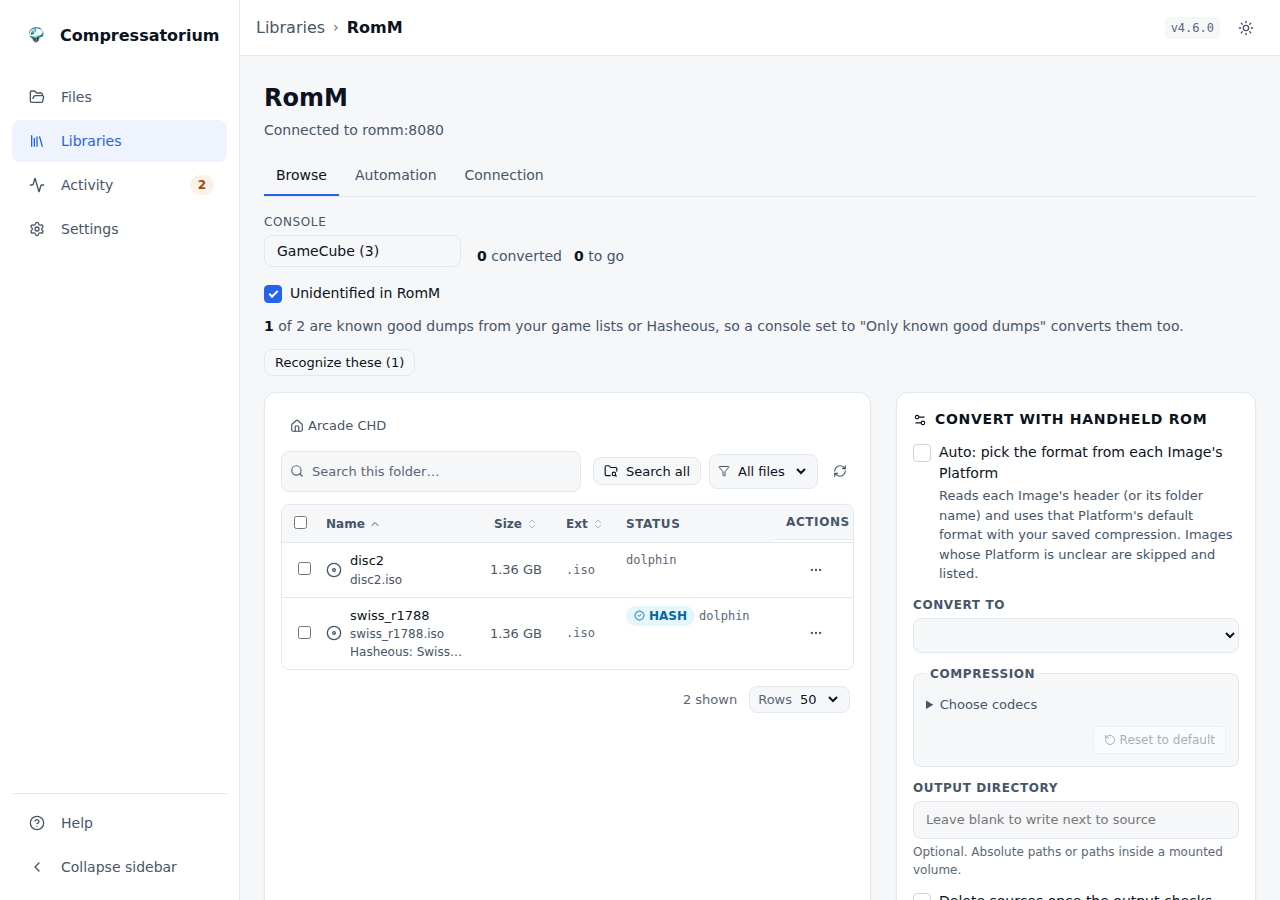 Compressatorium
Libraries › RomM
v4.6.0
Files
Libraries
Activity
2
Settings
Help
Collapse sidebar
RomM
Connected to romm:8080
Browse
Automation
Connection
CONSOLE
GameCube (3)
0 converted 0 to go
Unidentified in RomM
1 of 2 are known good dumps from your game lists or Hasheous, so a console set to "Only known good dumps" converts them too.
Recognize these (1)
Arcade CHD
Search this folder…
Search all
All files
Name Size Ext STATUS ACTIONS
disc2
disc2.iso
1.36 GB
.iso
dolphin
swiss_r1788
swiss_r1788.iso
Hasheous: Swiss…
1.36 GB
.iso
HASH dolphin
2 shown
Rows 50
CONVERT WITH HANDHELD ROM
Auto: pick the format from each Image's
Platform
Reads each Image's header (or its folder
name) and uses that Platform's default
format with your saved compression. Images
whose Platform is unclear are skipped and
listed.
CONVERT TO
COMPRESSION
Choose codecs
Reset to default
OUTPUT DIRECTORY
Leave blank to write next to source
Optional. Absolute paths or paths inside a mounted
volume.
Delete sources once the output checks